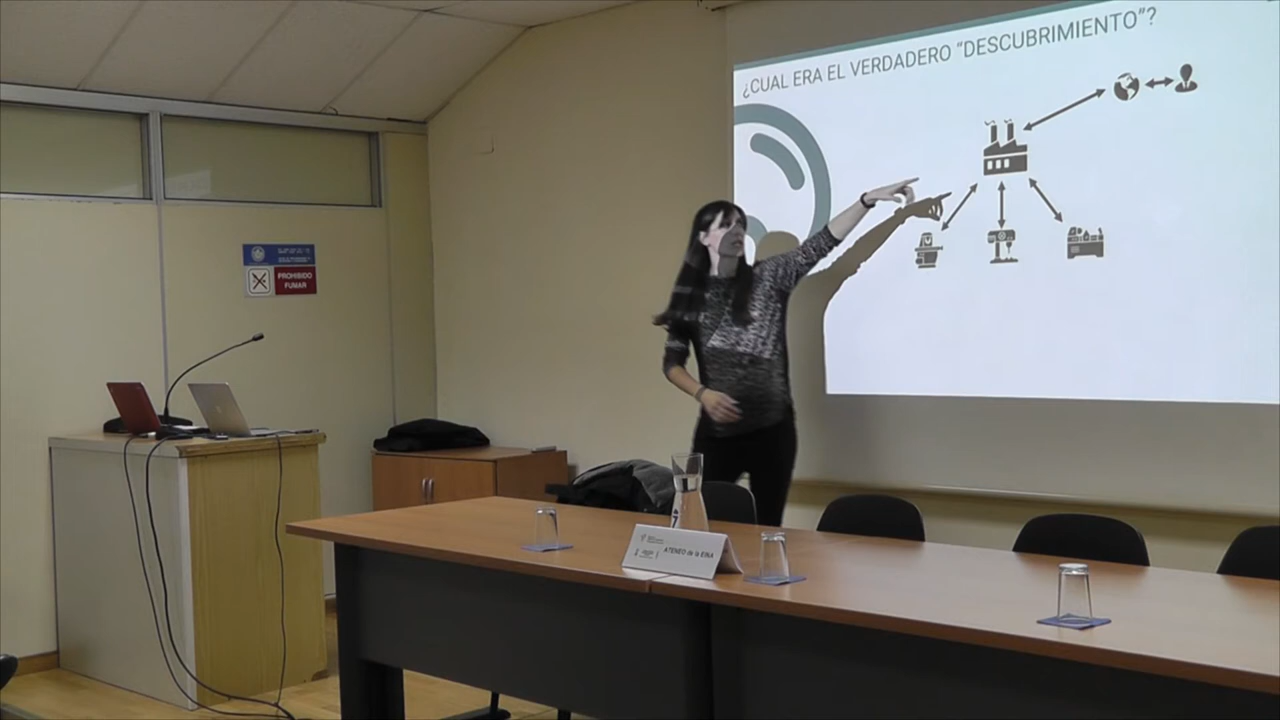 ¿CUAL ERA EL VERDADERO "DESCUBRIMIENTO"?
PROHIBIDO
FUMAR
ATENEO de la EINA